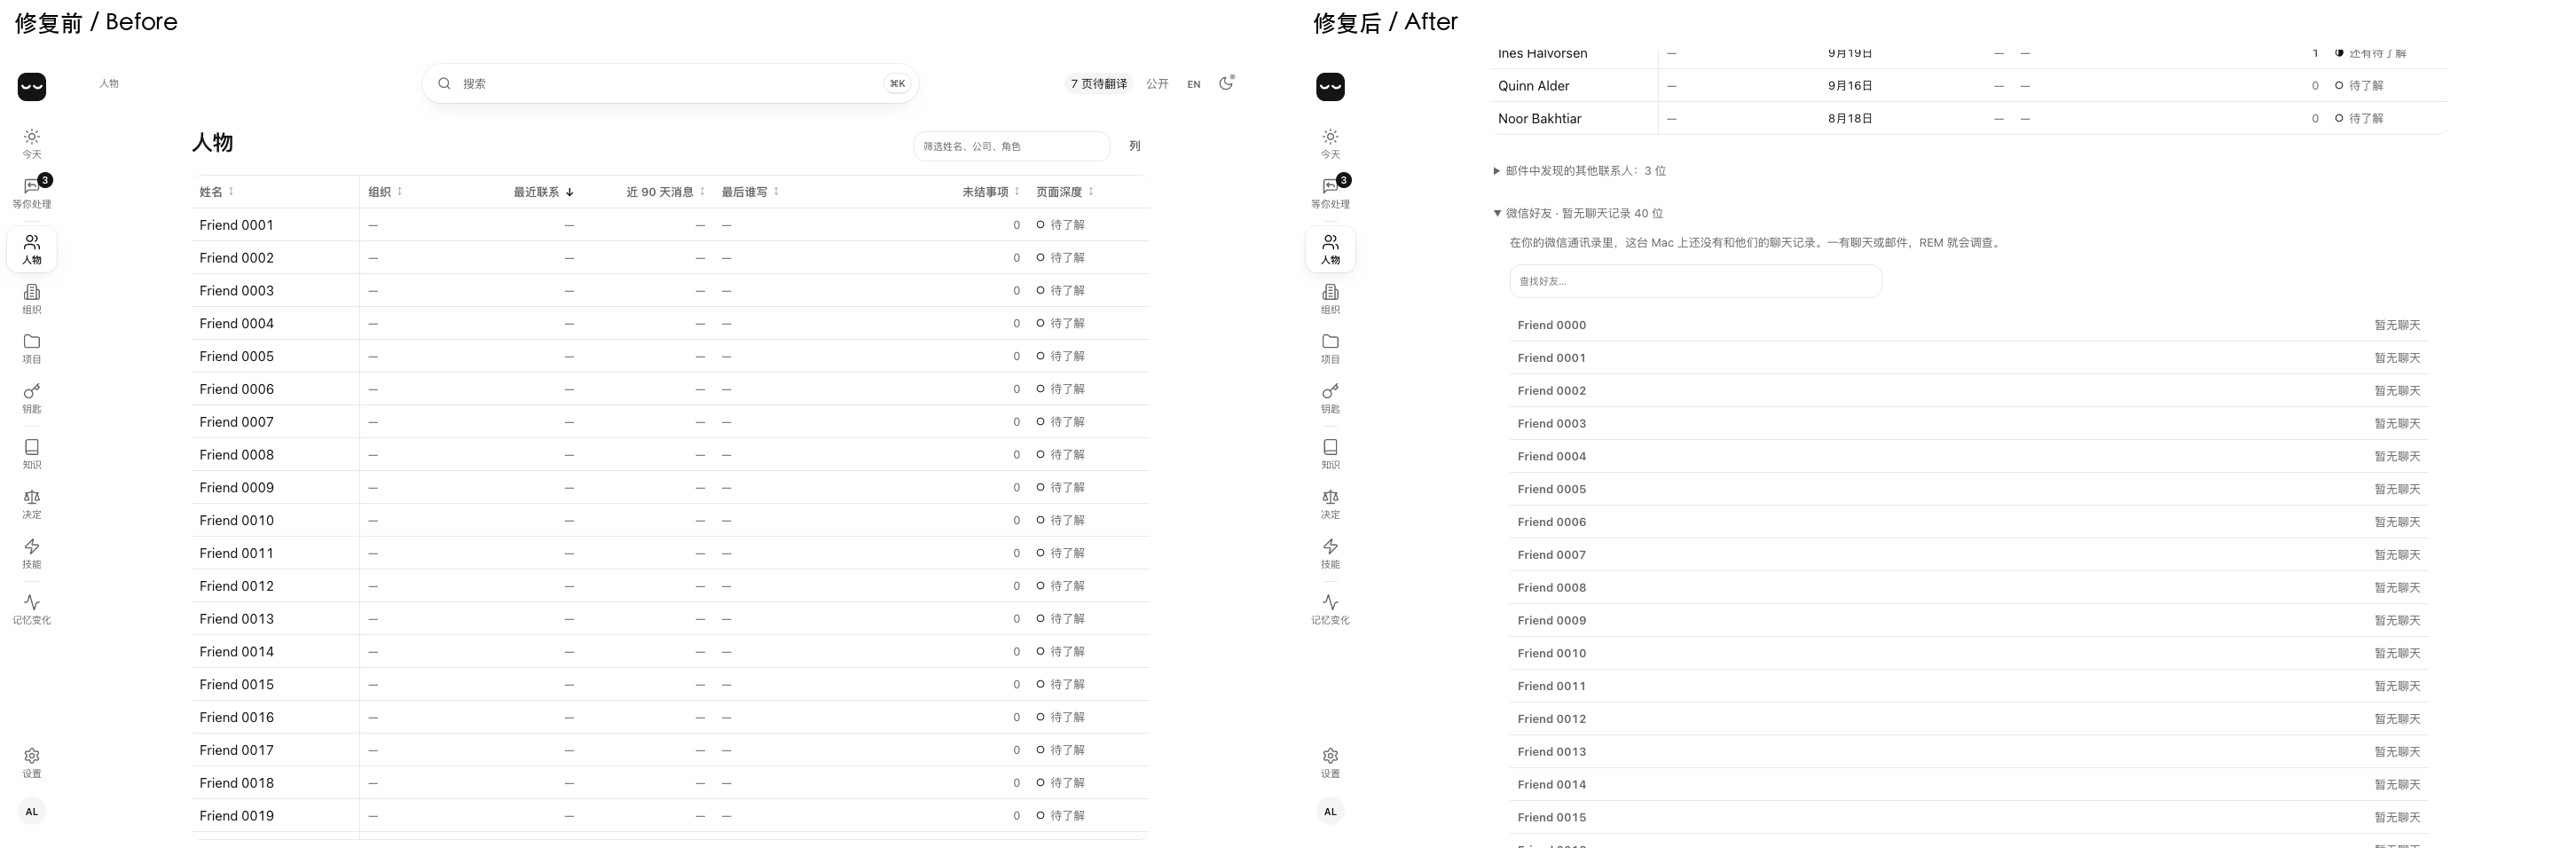 修复前 / Before
人物
搜索
⌘K
7 页待翻译
公开
EN
今天
3
等你处理
人物
组织
项目
钥匙
知识
决定
技能
记忆变化
设置
AL
人物
筛选姓名、公司、角色
列
姓名 组织 最近联系 近 90 天消息 最后谁写 未结事项 页面深度
Friend 0001 — — — — 0 待了解
Friend 0002 — — — — 0 待了解
Friend 0003 — — — — 0 待了解
Friend 0004 — — — — 0 待了解
Friend 0005 — — — — 0 待了解
Friend 0006 — — — — 0 待了解
Friend 0007 — — — — 0 待了解
Friend 0008 — — — — 0 待了解
Friend 0009 — — — — 0 待了解
Friend 0010 — — — — 0 待了解
Friend 0011 — — — — 0 待了解
Friend 0012 — — — — 0 待了解
Friend 0013 — — — — 0 待了解
Friend 0014 — — — — 0 待了解
Friend 0015 — — — — 0 待了解
Friend 0016 — — — — 0 待了解
Friend 0017 — — — — 0 待了解
Friend 0018 — — — — 0 待了解
Friend 0019 — — — — 0 待了解
修复后 / After
今天
3
等你处理
人物
组织
项目
钥匙
知识
决定
技能
记忆变化
设置
AL
Ines Halvorsen — 9月19日 — — 1 还有待了解
Quinn Alder — 9月16日 — — 0 待了解
Noor Bakhtiar — 8月18日 — — 0 待了解
邮件中发现的其他联系人：3 位
微信好友 · 暂无聊天记录 40 位
在你的微信通讯录里，这台 Mac 上还没有和他们的聊天记录。一有聊天或邮件，REM 就会调查。
查找好友...
Friend 0000 暂无聊天
Friend 0001 暂无聊天
Friend 0002 暂无聊天
Friend 0003 暂无聊天
Friend 0004 暂无聊天
Friend 0005 暂无聊天
Friend 0006 暂无聊天
Friend 0007 暂无聊天
Friend 0008 暂无聊天
Friend 0009 暂无聊天
Friend 0010 暂无聊天
Friend 0011 暂无聊天
Friend 0012 暂无聊天
Friend 0013 暂无聊天
Friend 0014 暂无聊天
Friend 0015 暂无聊天